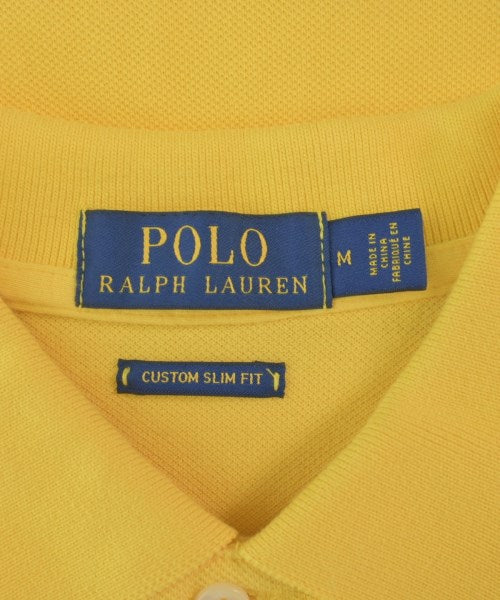 POLO
RALPH LAUREN
M
MADE IN
CHINA
FABRIQUÉ EN
CHINE
CUSTOM SLIM FIT